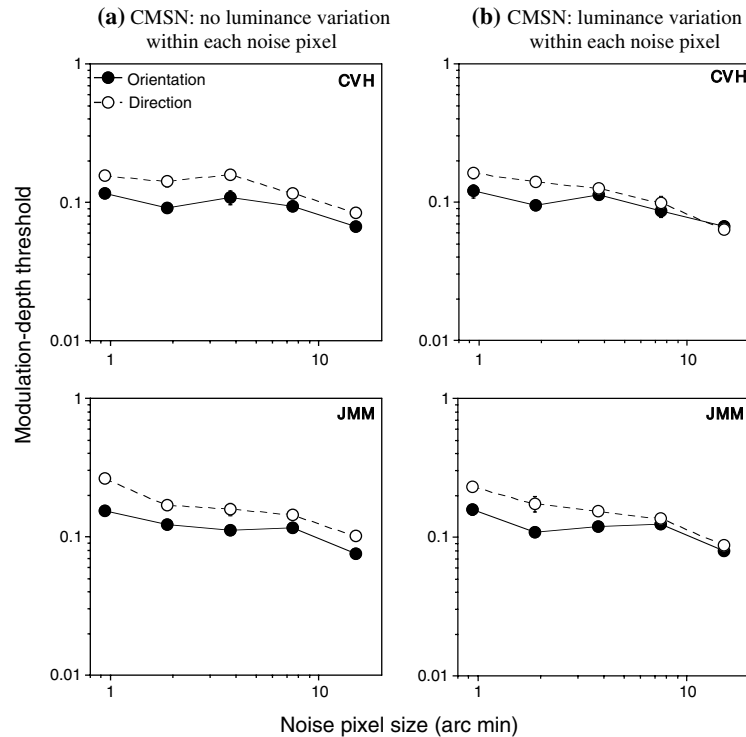 (a) CMSN: no luminance variation
within each noise pixel
(b) CMSN: luminance variation
within each noise pixel
Modulation-depth threshold
1
0.1
0.01
Orientation
Direction
CVH
1
10
1
0.1
0.01
CVH
1
10
1
0.1
0.01
JMM
1
10
1
0.1
0.01
JMM
1
10
Noise pixel size (arc min)